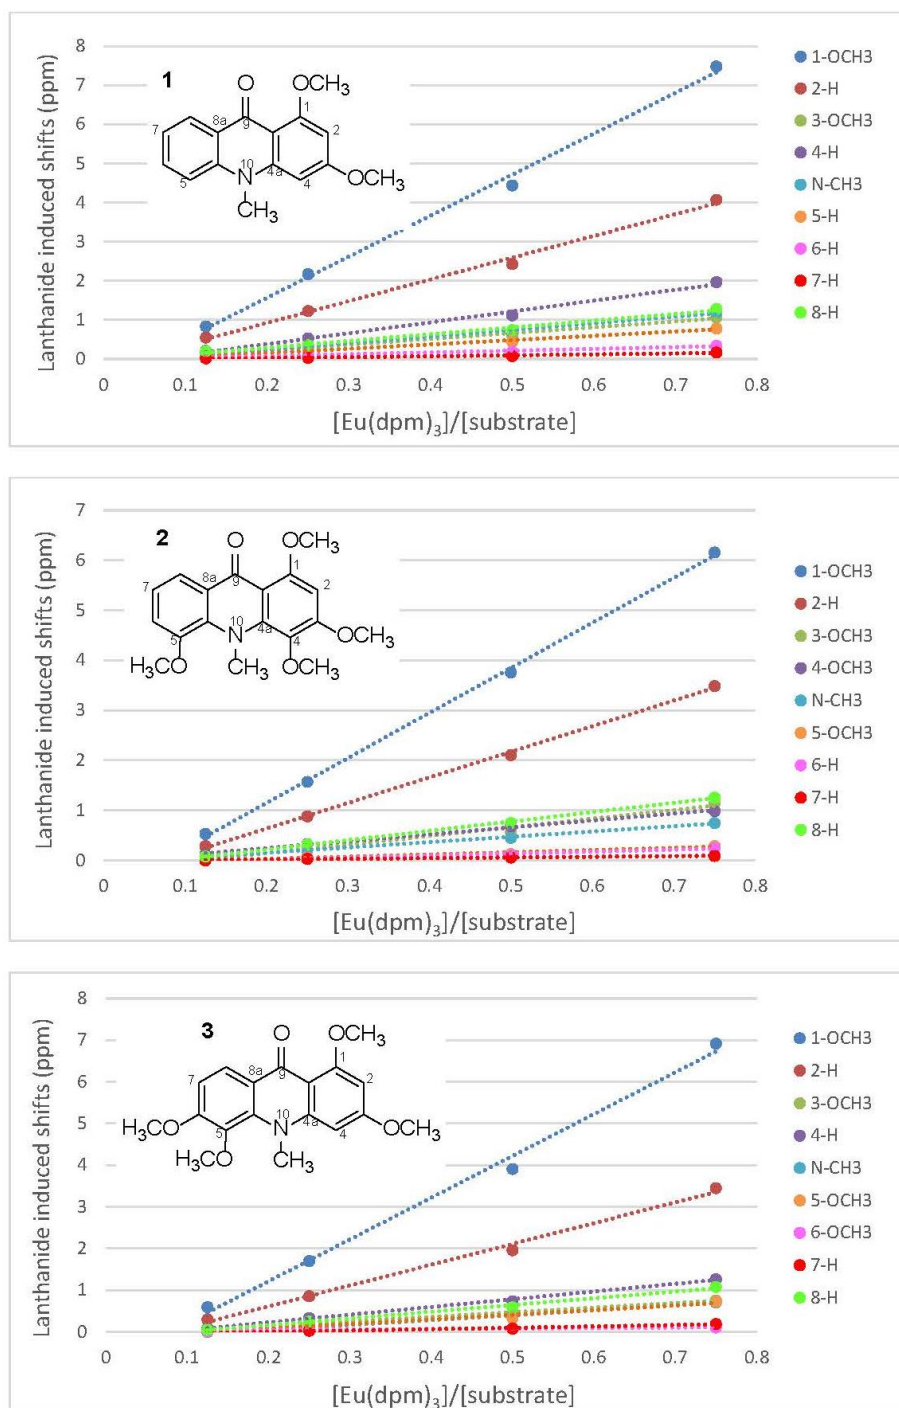 Lanthanide induced shifts (ppm)
8
7
6
5
4
3
2
1
0
0
0.1
0.2
0.3
0.4
0.5
0.6
0.7
0.8
[Eu(dpm)3]/[substrate]
1
O
OCH3
1
7
8a
9
2
5
10
N
4a
4
OCH3
CH3
1-OCH3
2-H
3-OCH3
4-H
N-CH3
5-H
6-H
7-H
8-H
Lanthanide induced shifts (ppm)
7
6
5
4
3
2
1
0
0
0.1
0.2
0.3
0.4
0.5
0.6
0.7
0.8
[Eu(dpm)3]/[substrate]
2
O
OCH3
1
7
8a
9
2
5
10
N
4a
4
OCH3
H3CO
CH3
OCH3
1-OCH3
2-H
3-OCH3
4-OCH3
N-CH3
5-OCH3
6-H
7-H
8-H
Lanthanide induced shifts (ppm)
8
7
6
5
4
3
2
1
0
0
0.1
0.2
0.3
0.4
0.5
0.6
0.7
0.8
[Eu(dpm)3]/[substrate]
3
O
OCH3
1
7
8a
9
2
H3CO
5
10
N
4a
4
OCH3
H3CO
CH3
1-OCH3
2-H
3-OCH3
4-H
N-CH3
5-OCH3
6-OCH3
7-H
8-H